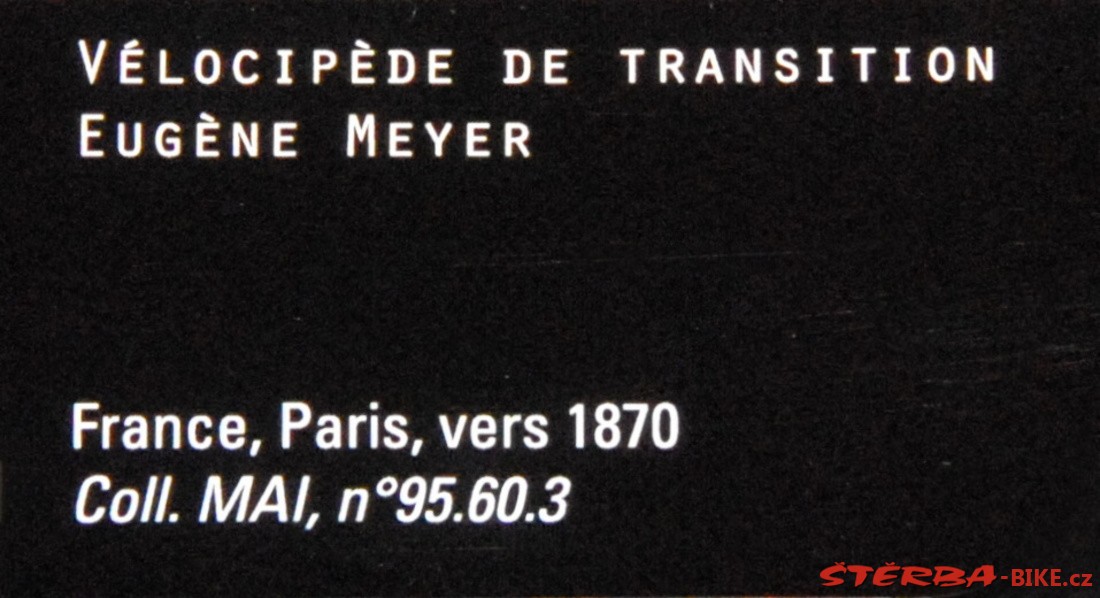 VÉLOCIPÈDE DE TRANSITION
EUGÈNE MEYER
France, Paris, vers 1870
Coll. MAI, n°95.60.3
ŠTĚRBA-BIKE.cz